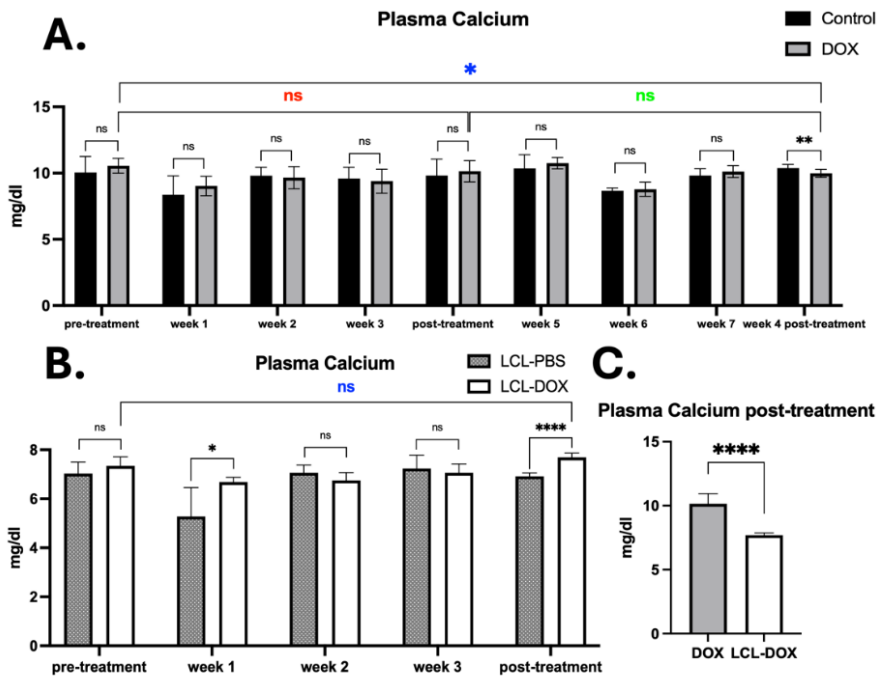 A.
Plasma Calcium
Control
DOX
*
ns ns
ns ns ns ns ns ns ns ns **
mg/dl
15
10
5
0
pre-treatment week 1 week 2 week 3 post-treatment week 5 week 6 week 7 week 4 post-treatment
B.
Plasma Calcium
LCL-PBS
LCL-DOX
ns
ns * ns ns ****
mg/dl
8
6
4
2
0
pre-treatment week 1 week 2 week 3 post-treatment
C.
Plasma Calcium post-treatment
****
mg/dl
15
10
5
0
DOX LCL-DOX